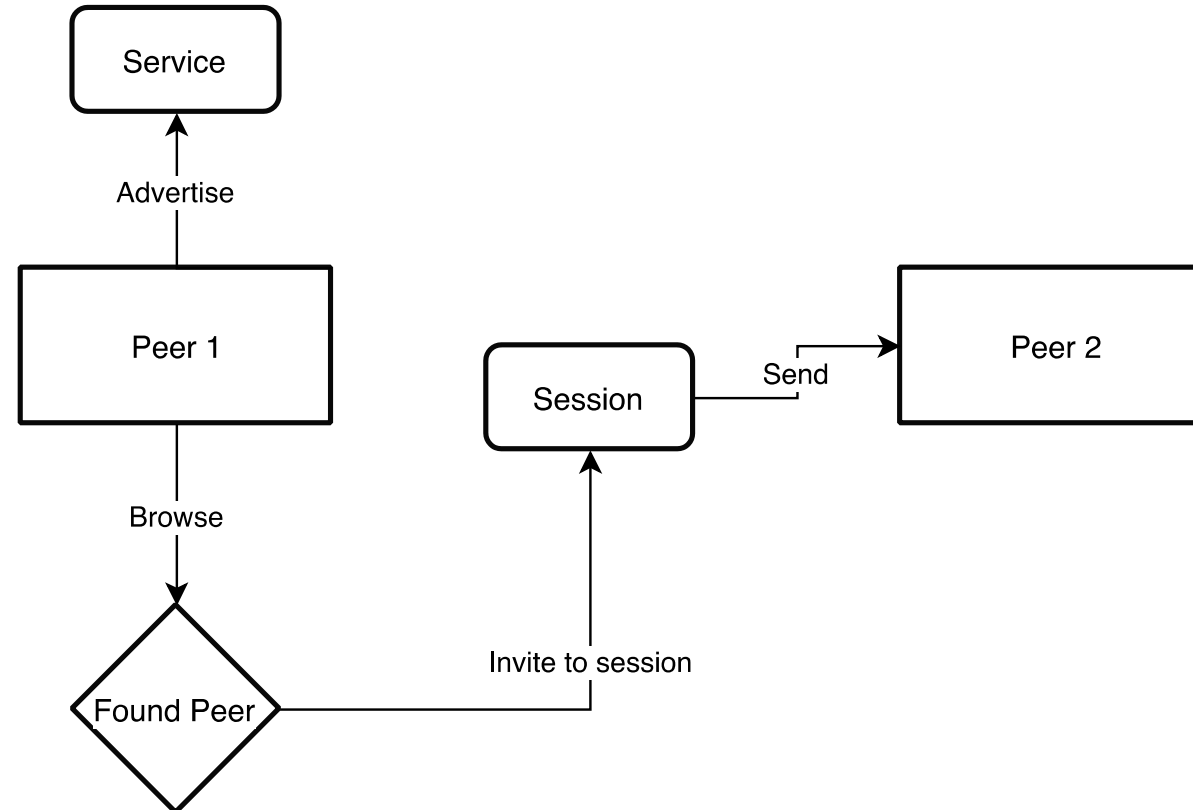 Service
Advertise
Peer 1
Peer 2
Session
Send
Browse
Invite to session
Found Peer